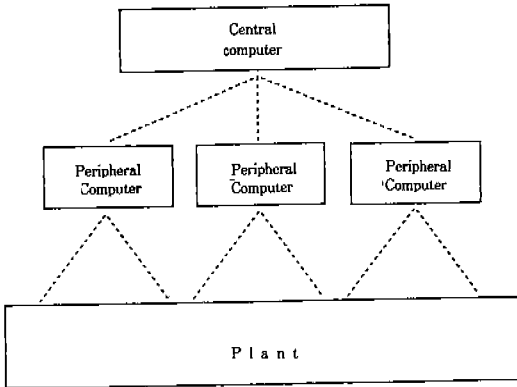 Central
computer
Peripheral
Computer
Peripheral
Computer
Peripheral
Computer
Plant